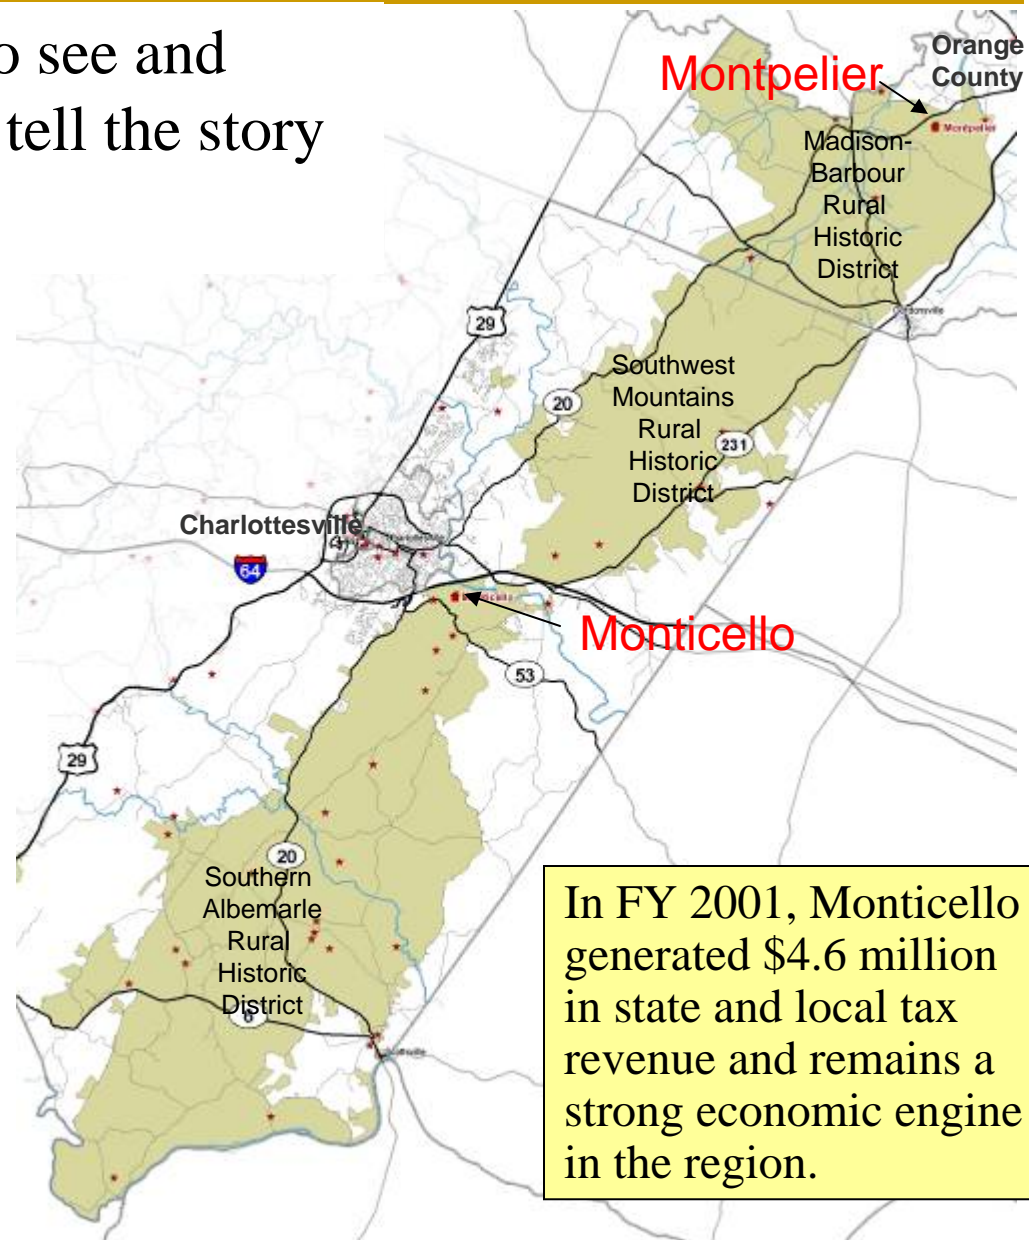 o see and
tell the story
Orange
County
Montpelier
Montpelier
Madison-
Barbour
Rural
Historic
District
29
Southwest
Mountains
Rural
Historic
District
20
231
Charlottesville
64
Monticello
53
29
20
Southern
Albemarle
Rural
Historic
District
6
In FY 2001, Monticello
generated $4.6 million
in state and local tax
revenue and remains a
strong economic engine
in the region.